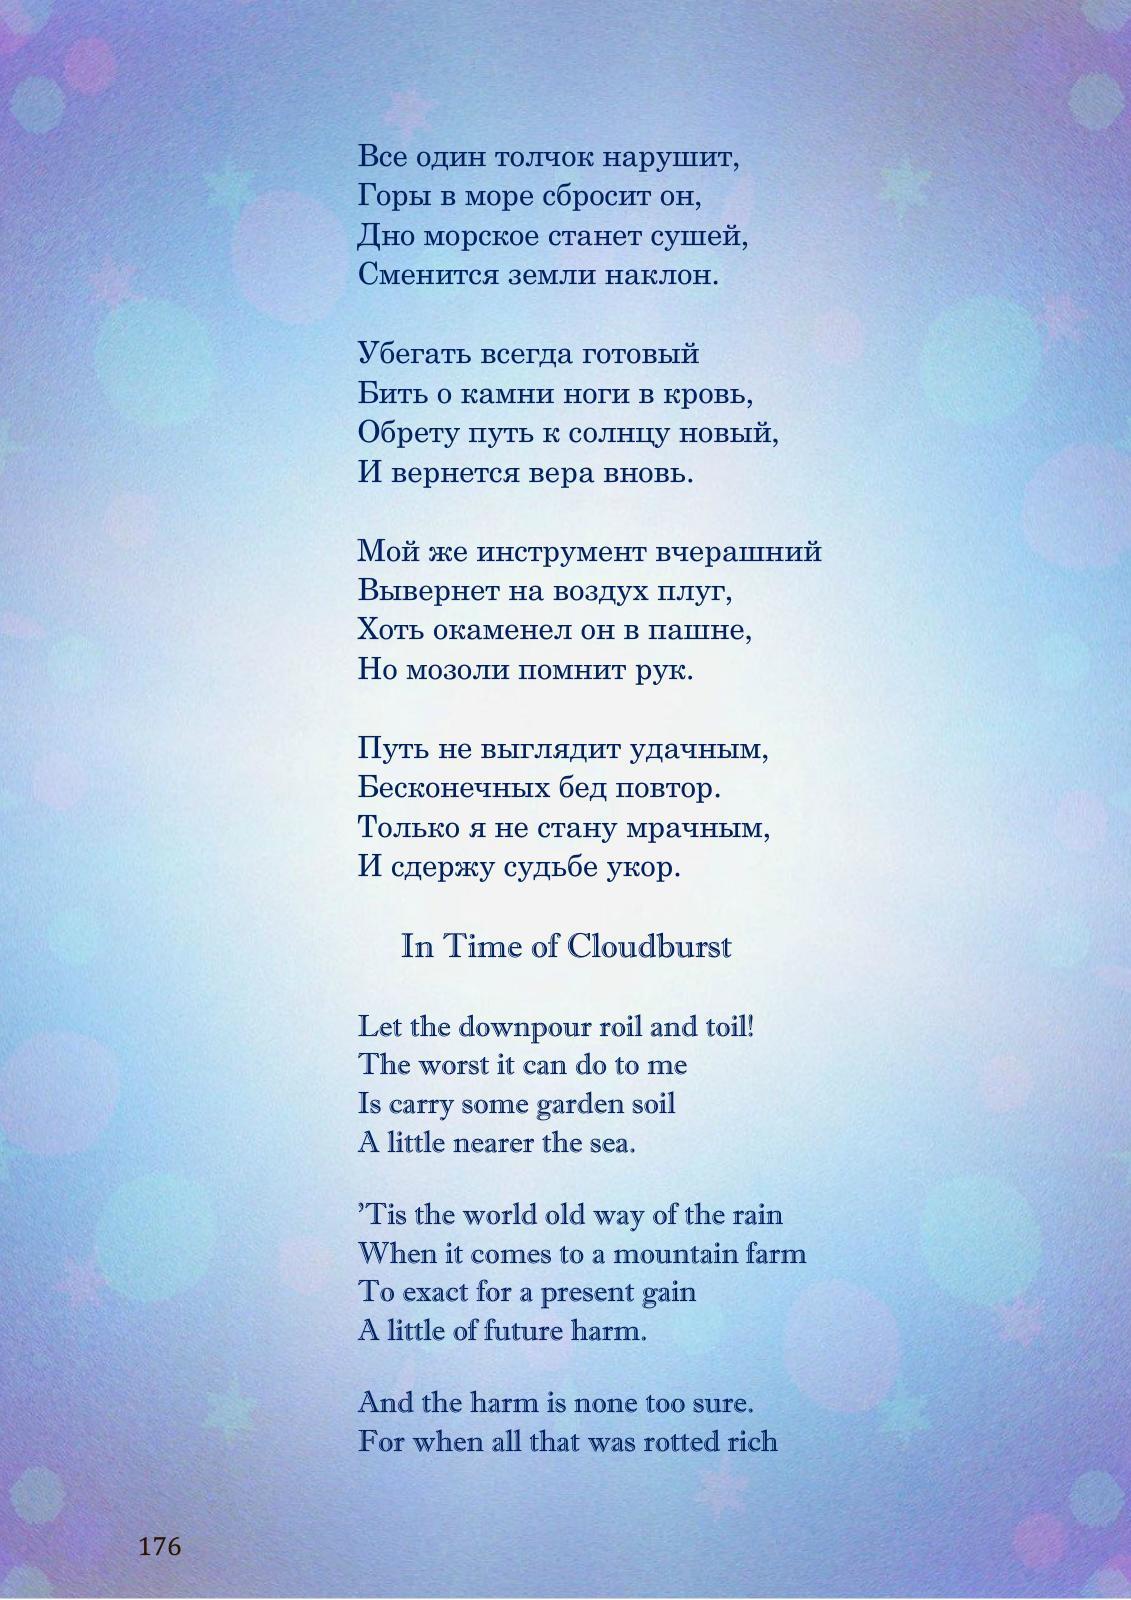 Все один толчок нарушит,
Горы в море сбросит он,
Дно морское станет сушей,
Сменится земли наклон.
Убегать всегда готовый
Бить о камни ноги в кровь,
Обрету путь к солнцу новый,
И вернется вера вновь.
Мой же инструмент вчерашний
Вывернет на воздух плуг,
Хоть окаменел он в пашне,
Но мозоли помнит рук.
Путь не выглядит удачным,
Бесконечных бед повтор.
Только я не стану мрачным,
И сдержу судьбе укор.
In Time of Cloudburst
Let the downpour roil and toil!
The worst it can do to me
Is carry some garden soil
A little nearer the sea.
’Tis the world old way of the rain
When it comes to a mountain farm
To exact for a present gain
A little of future harm.
And the harm is none too sure.
For when all that was rotted rich
176